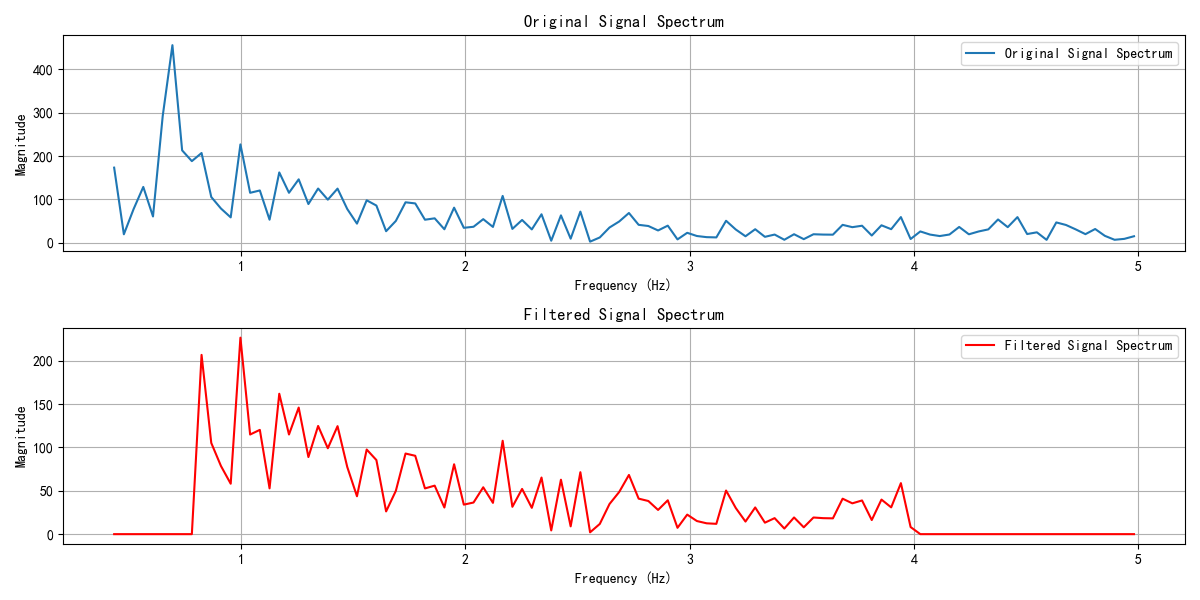 Original Signal Spectrum
Original Signal Spectrum
Magnitude
400
300
200
100
0
1 2 3 4 5
Frequency (Hz)
Filtered Signal Spectrum
Filtered Signal Spectrum
Magnitude
200
150
100
50
0
1 2 3 4 5
Frequency (Hz)